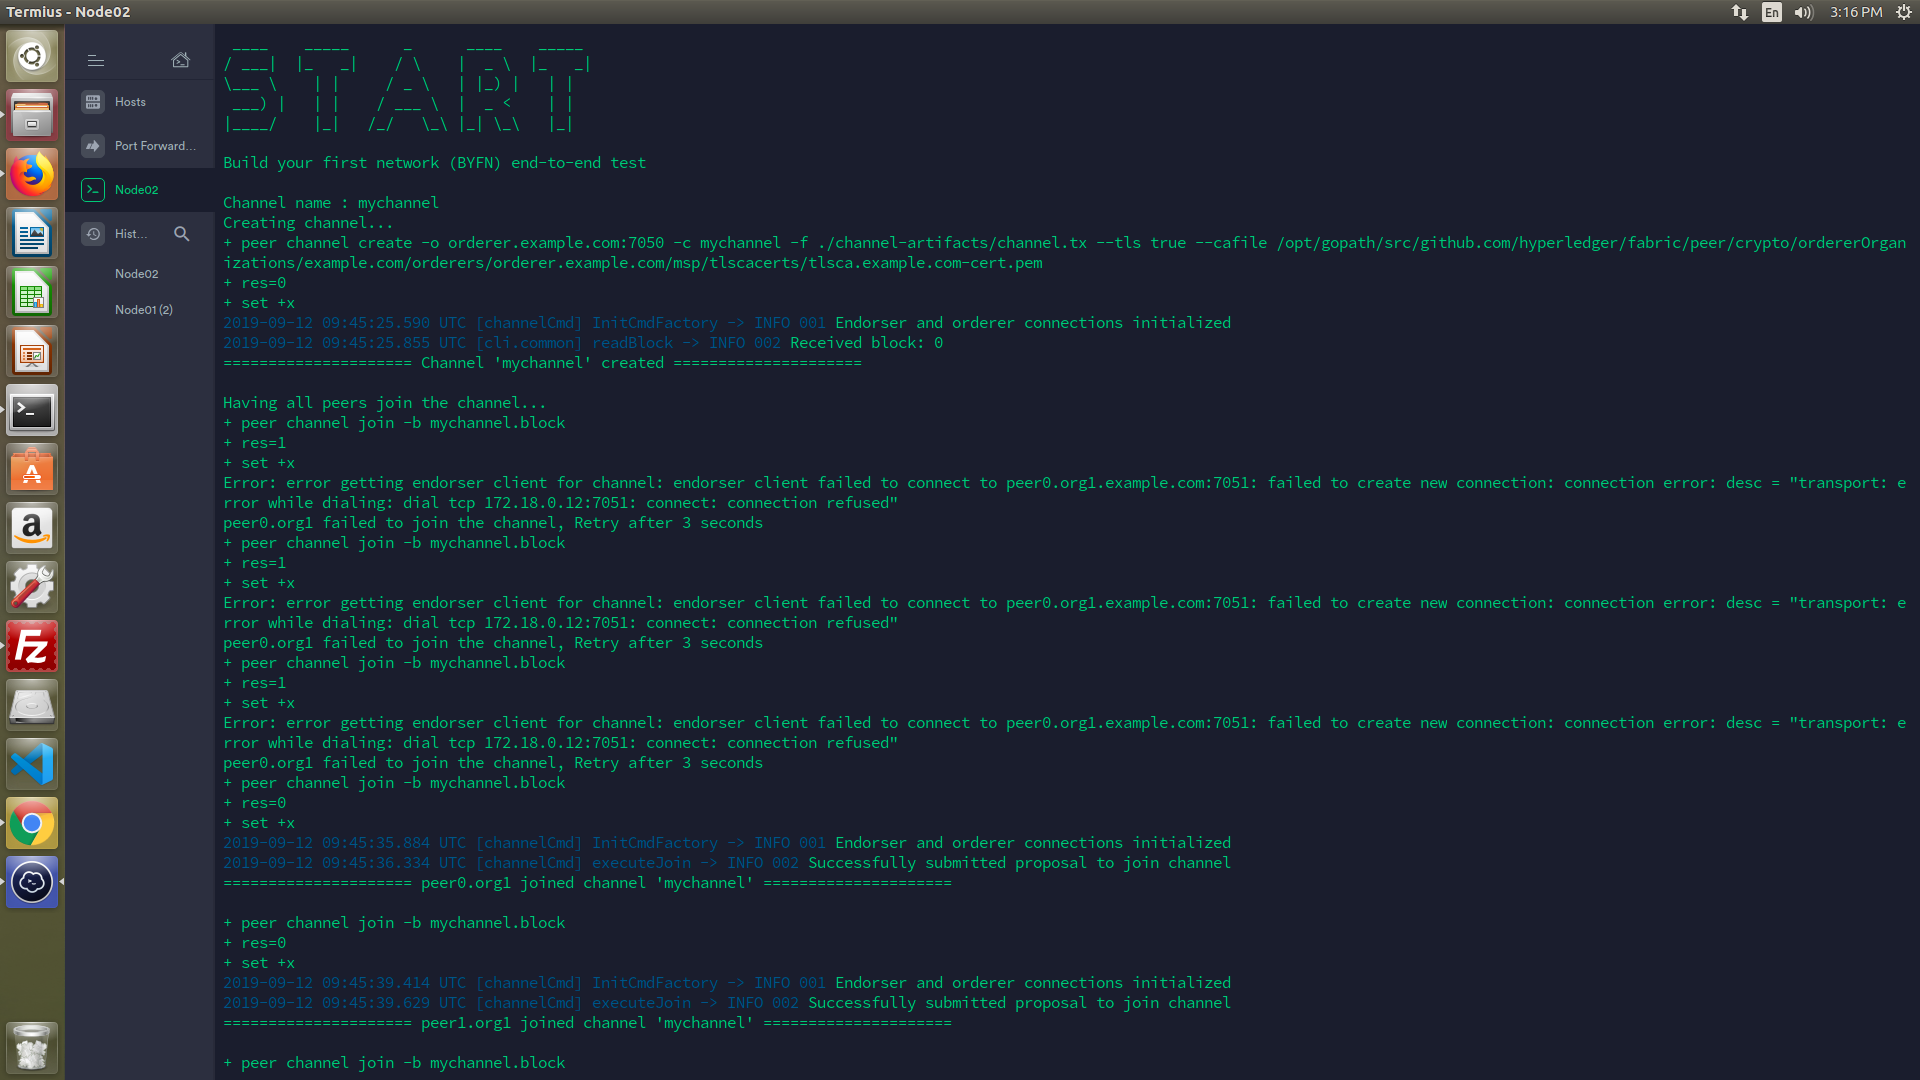 Termius - Node02
En
3:16 PM
Hosts
Port Forward...
Node02
Hist...
Node02
Node01 (2)
START
Build your first network (BYFN) end-to-end test
Channel name : mychannel
Creating channel...
+ peer channel create -o orderer.example.com:7050 -c mychannel -f ./channel-artifacts/channel.tx --tls true --cafile /opt/gopath/src/github.com/hyperledger/fabric/peer/crypto/ordererOrgan
izations/example.com/orderers/orderer.example.com/msp/tlscacerts/tlsca.example.com-cert.pem
+ res=0
+ set +x
2019-09-12 09:45:25.590 UTC [channelCmd] InitCmdFactory -> INFO 001 Endorser and orderer connections initialized
2019-09-12 09:45:25.855 UTC [cli.common] readBlock -> INFO 002 Received block: 0
===================== Channel 'mychannel' created =====================
Having all peers join the channel...
+ peer channel join -b mychannel.block
+ res=1
+ set +x
Error: error getting endorser client for channel: endorser client failed to connect to peer0.org1.example.com:7051: failed to create new connection: connection error: desc = "transport: e
rror while dialing: dial tcp 172.18.0.12:7051: connect: connection refused"
peer0.org1 failed to join the channel, Retry after 3 seconds
+ peer channel join -b mychannel.block
+ res=1
+ set +x
Error: error getting endorser client for channel: endorser client failed to connect to peer0.org1.example.com:7051: failed to create new connection: connection error: desc = "transport: e
rror while dialing: dial tcp 172.18.0.12:7051: connect: connection refused"
peer0.org1 failed to join the channel, Retry after 3 seconds
+ peer channel join -b mychannel.block
+ res=1
+ set +x
Error: error getting endorser client for channel: endorser client failed to connect to peer0.org1.example.com:7051: failed to create new connection: connection error: desc = "transport: e
rror while dialing: dial tcp 172.18.0.12:7051: connect: connection refused"
peer0.org1 failed to join the channel, Retry after 3 seconds
+ peer channel join -b mychannel.block
+ res=0
+ set +x
2019-09-12 09:45:35.884 UTC [channelCmd] InitCmdFactory -> INFO 001 Endorser and orderer connections initialized
2019-09-12 09:45:36.334 UTC [channelCmd] executeJoin -> INFO 002 Successfully submitted proposal to join channel
===================== peer0.org1 joined channel 'mychannel' =====================
+ peer channel join -b mychannel.block
+ res=0
+ set +x
2019-09-12 09:45:39.414 UTC [channelCmd] InitCmdFactory -> INFO 001 Endorser and orderer connections initialized
2019-09-12 09:45:39.629 UTC [channelCmd] executeJoin -> INFO 002 Successfully submitted proposal to join channel
===================== peer1.org1 joined channel 'mychannel' =====================
+ peer channel join -b mychannel.block